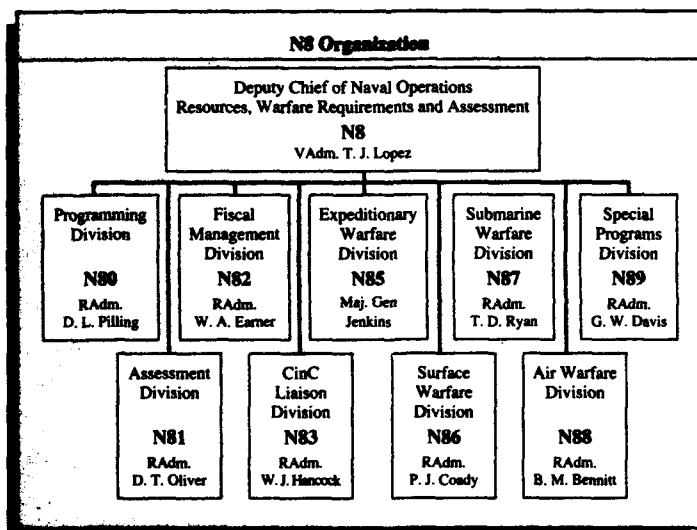 N8 Organization
Deputy Chief of Naval Operations
Resources, Warfare Requirements and Assessment
N8
VAdm. T. J. Lopez
Programming
Division
N80
RAdm.
D. L. Pilling
Fiscal
Management
Division
N82
RAdm.
W. A. Earner
Expeditionary
Warfare
Division
N85
Maj. Gen
Jenkins
Submarine
Warfare
Division
N87
RAdm.
T. D. Ryan
Special
Programs
Division
N89
RAdm.
G. W. Davis
Assessment
Division
N81
RAdm.
D. T. Oliver
CinC
Liaison
Division
N83
RAdm.
W. J. Hancock
Surface
Warfare
Division
N86
RAdm.
P. J. Coady
Air Warfare
Division
N88
RAdm.
B. M. Bennitt